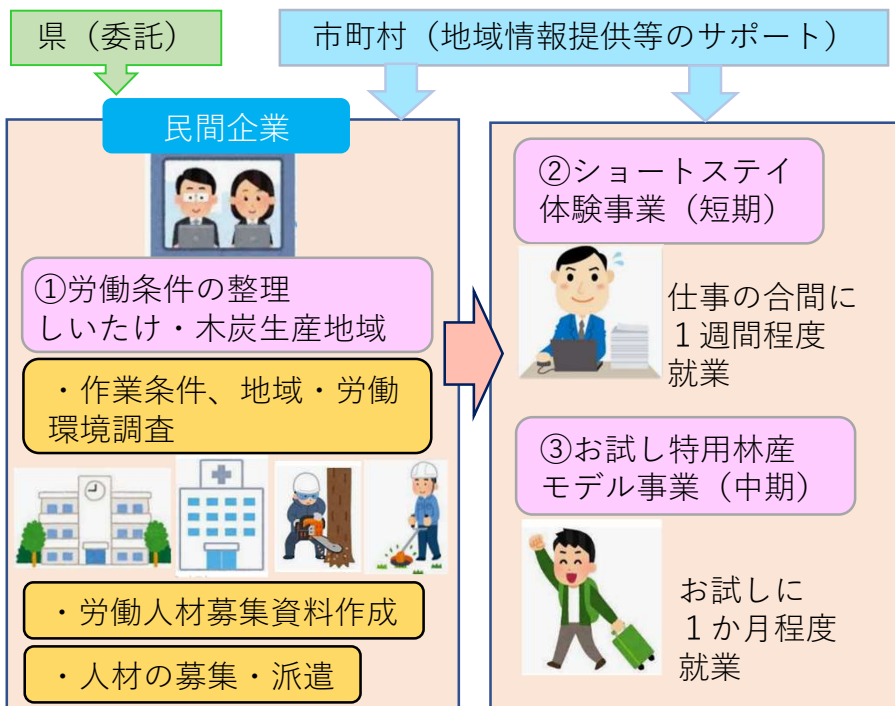 県（委託）
市町村（地域情報提供等のサポート）
民間企業
①労働条件の整理
しいたけ・木炭生産地域
・作業条件、地域・労働
環境調査
・労働人材募集資料作成
・人材の募集・派遣
②ショートステイ
体験事業（短期）
仕事の合間に
１週間程度
就業
③お試し特用林産
モデル事業（中期）
お試しに
１か月程度
就業